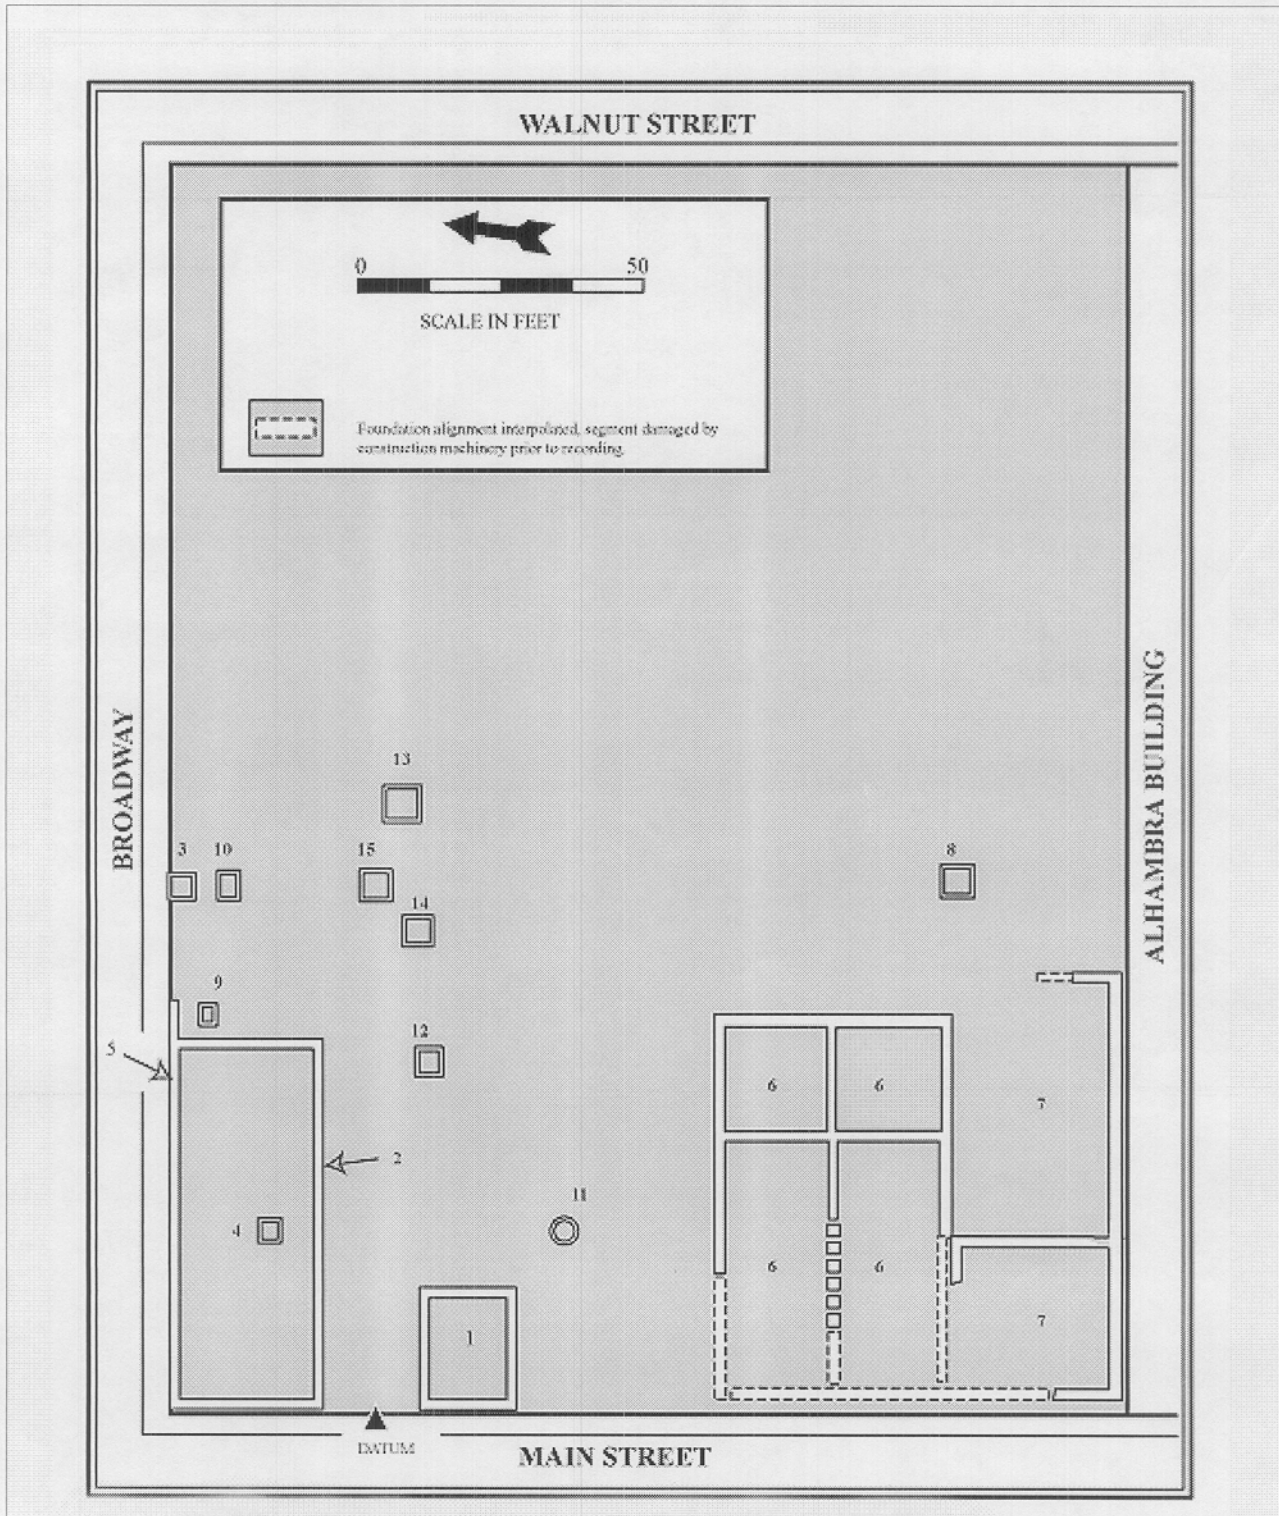 WALNUT STREET
0 50
SCALE IN FEET
Foundation alignment interpolated, segment damaged by
construction machinery prior to recording.
BROADWAY
ALHAMBRA BUILDING
13
3 10 15 8
14
9
12
5
6 6 7
2
11
4
6 6
1 7
DATUM
MAIN STREET